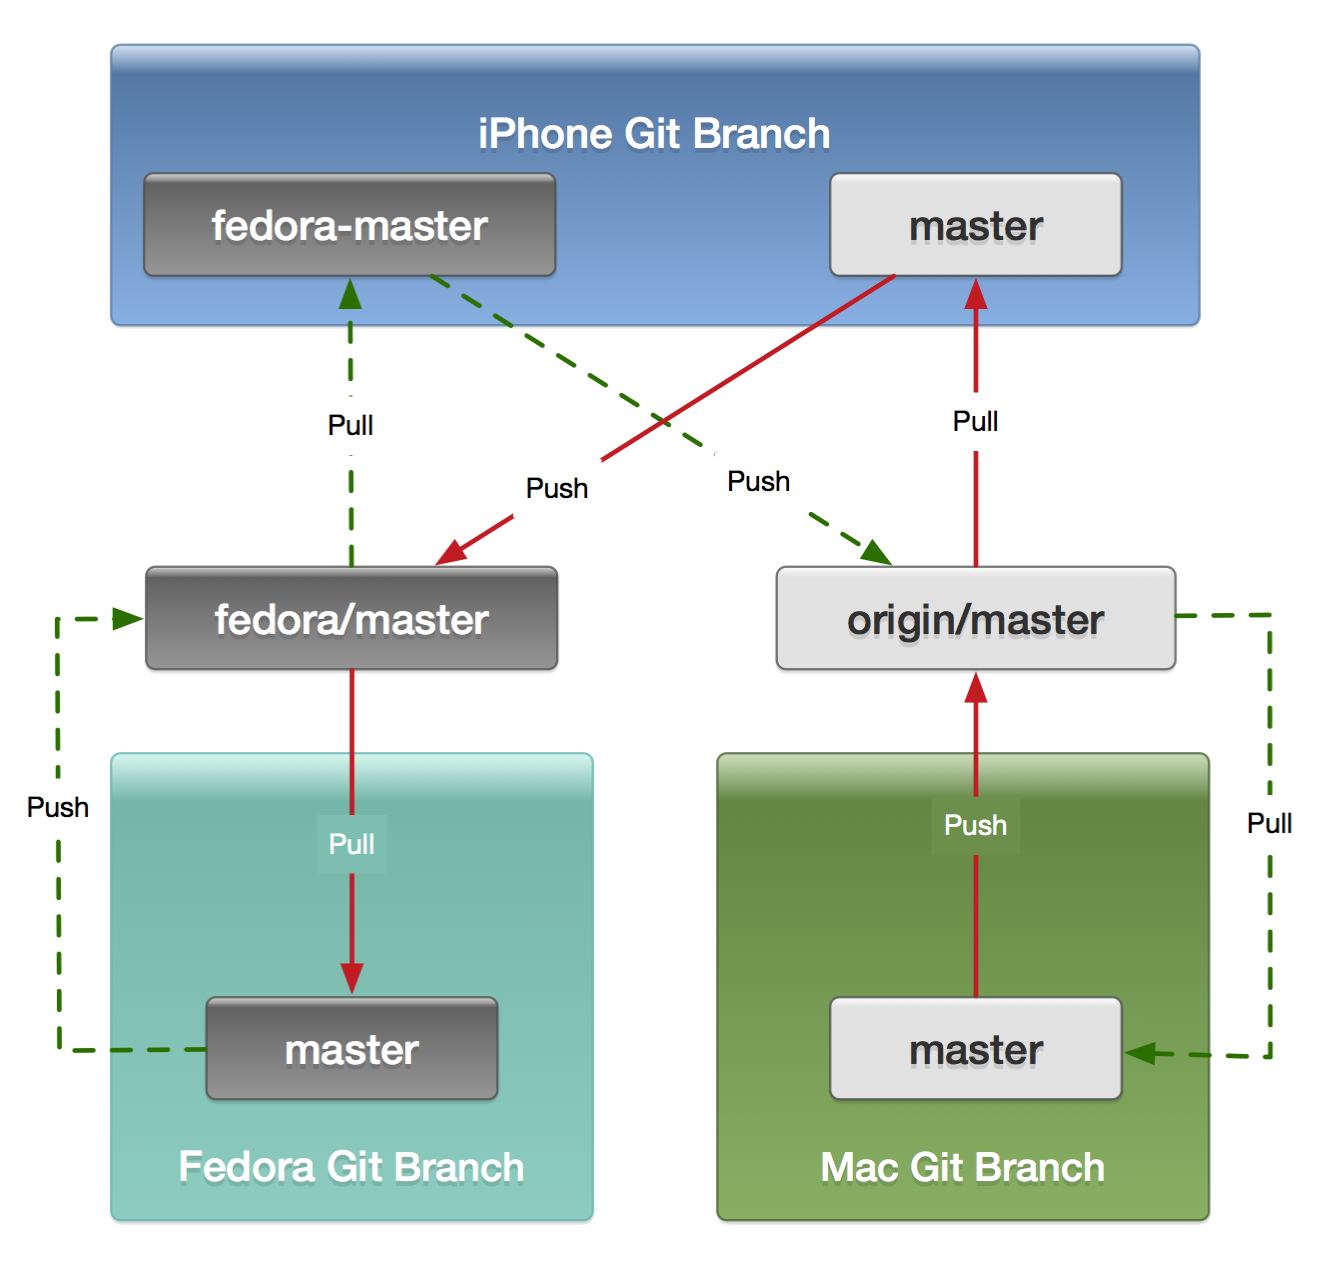 iPhone Git Branch
fedora-master
master
Pull
Pull
Push
Push
fedora/master
origin/master
Push
Pull
Push
Pull
master
master
Fedora Git Branch
Mac Git Branch